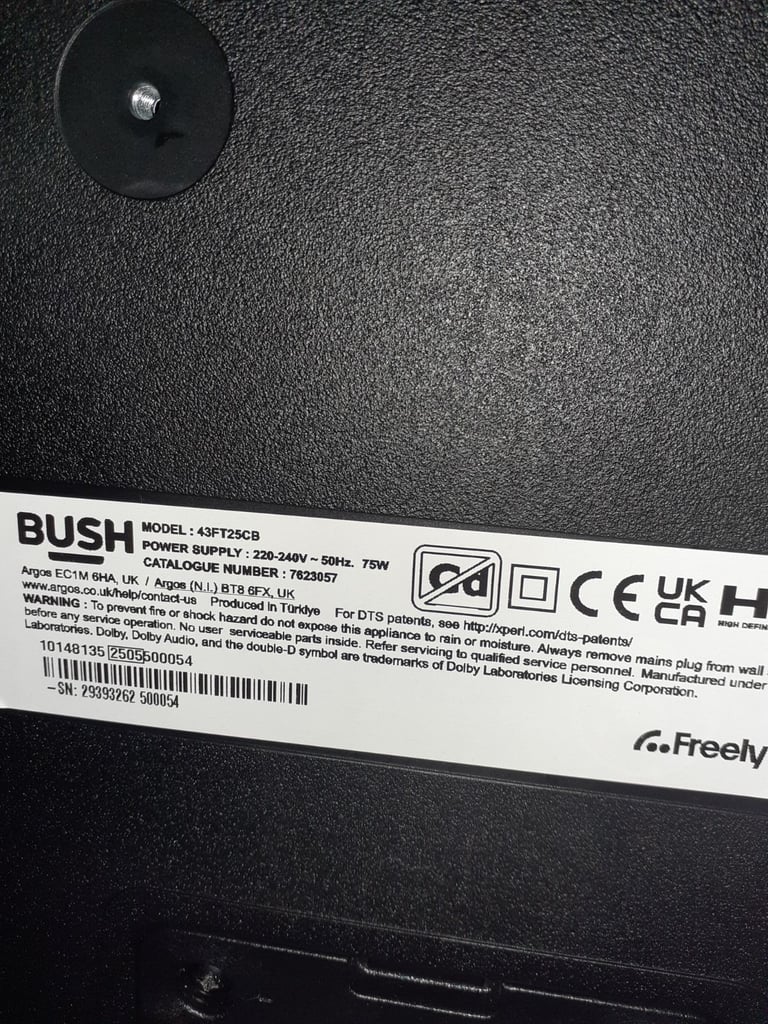 BUSH
MODEL : 43FT25CB
POWER SUPPLY : 220-240V ~ 50Hz. 75W
CATALOGUE NUMBER : 7623057
Argos EC1M 6HA, UK / Argos (N.I.) BT8 6FX, UK
www.argos.co.uk/help/contact-us Produced in Türkiye For DTS patents, see http://xperi.com/dts-patents/
WARNING : To prevent fire or shock hazard do not expose this appliance to rain or moisture. Always remove mains plug from wall
before any service operation. No user serviceable parts inside. Refer servicing to qualified service personnel. Manufactured under
Laboratories. Dolby, Dolby Audio, and the double-D symbol are trademarks of Dolby Laboratories Licensing Corporation.
10148135 2505500054
-SN: 29393262 500054
Cd
CE
UK
CA
H
HIGH DEFIN
Freely